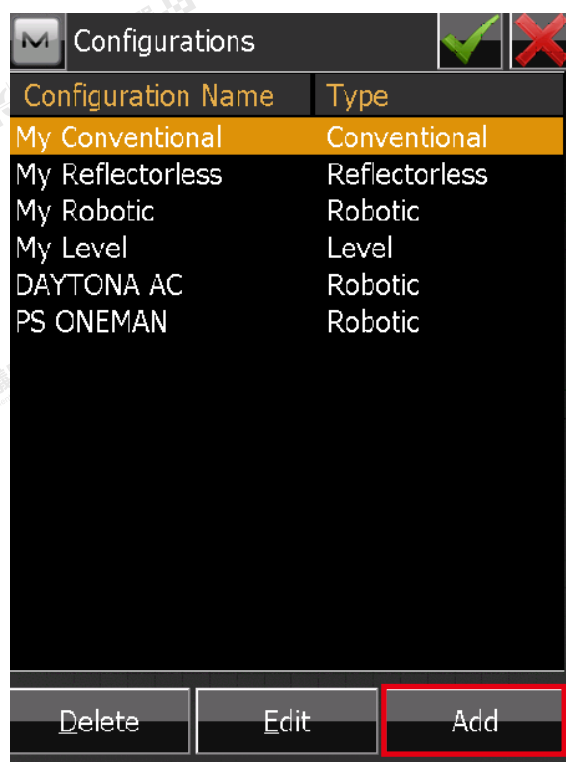 Configurations
Configuration Name Type
My Conventional Conventional
My Reflectorless Reflectorless
My Robotic Robotic
My Level Level
DAYTONA AC Robotic
PS ONEMAN Robotic
Delete Edit Add